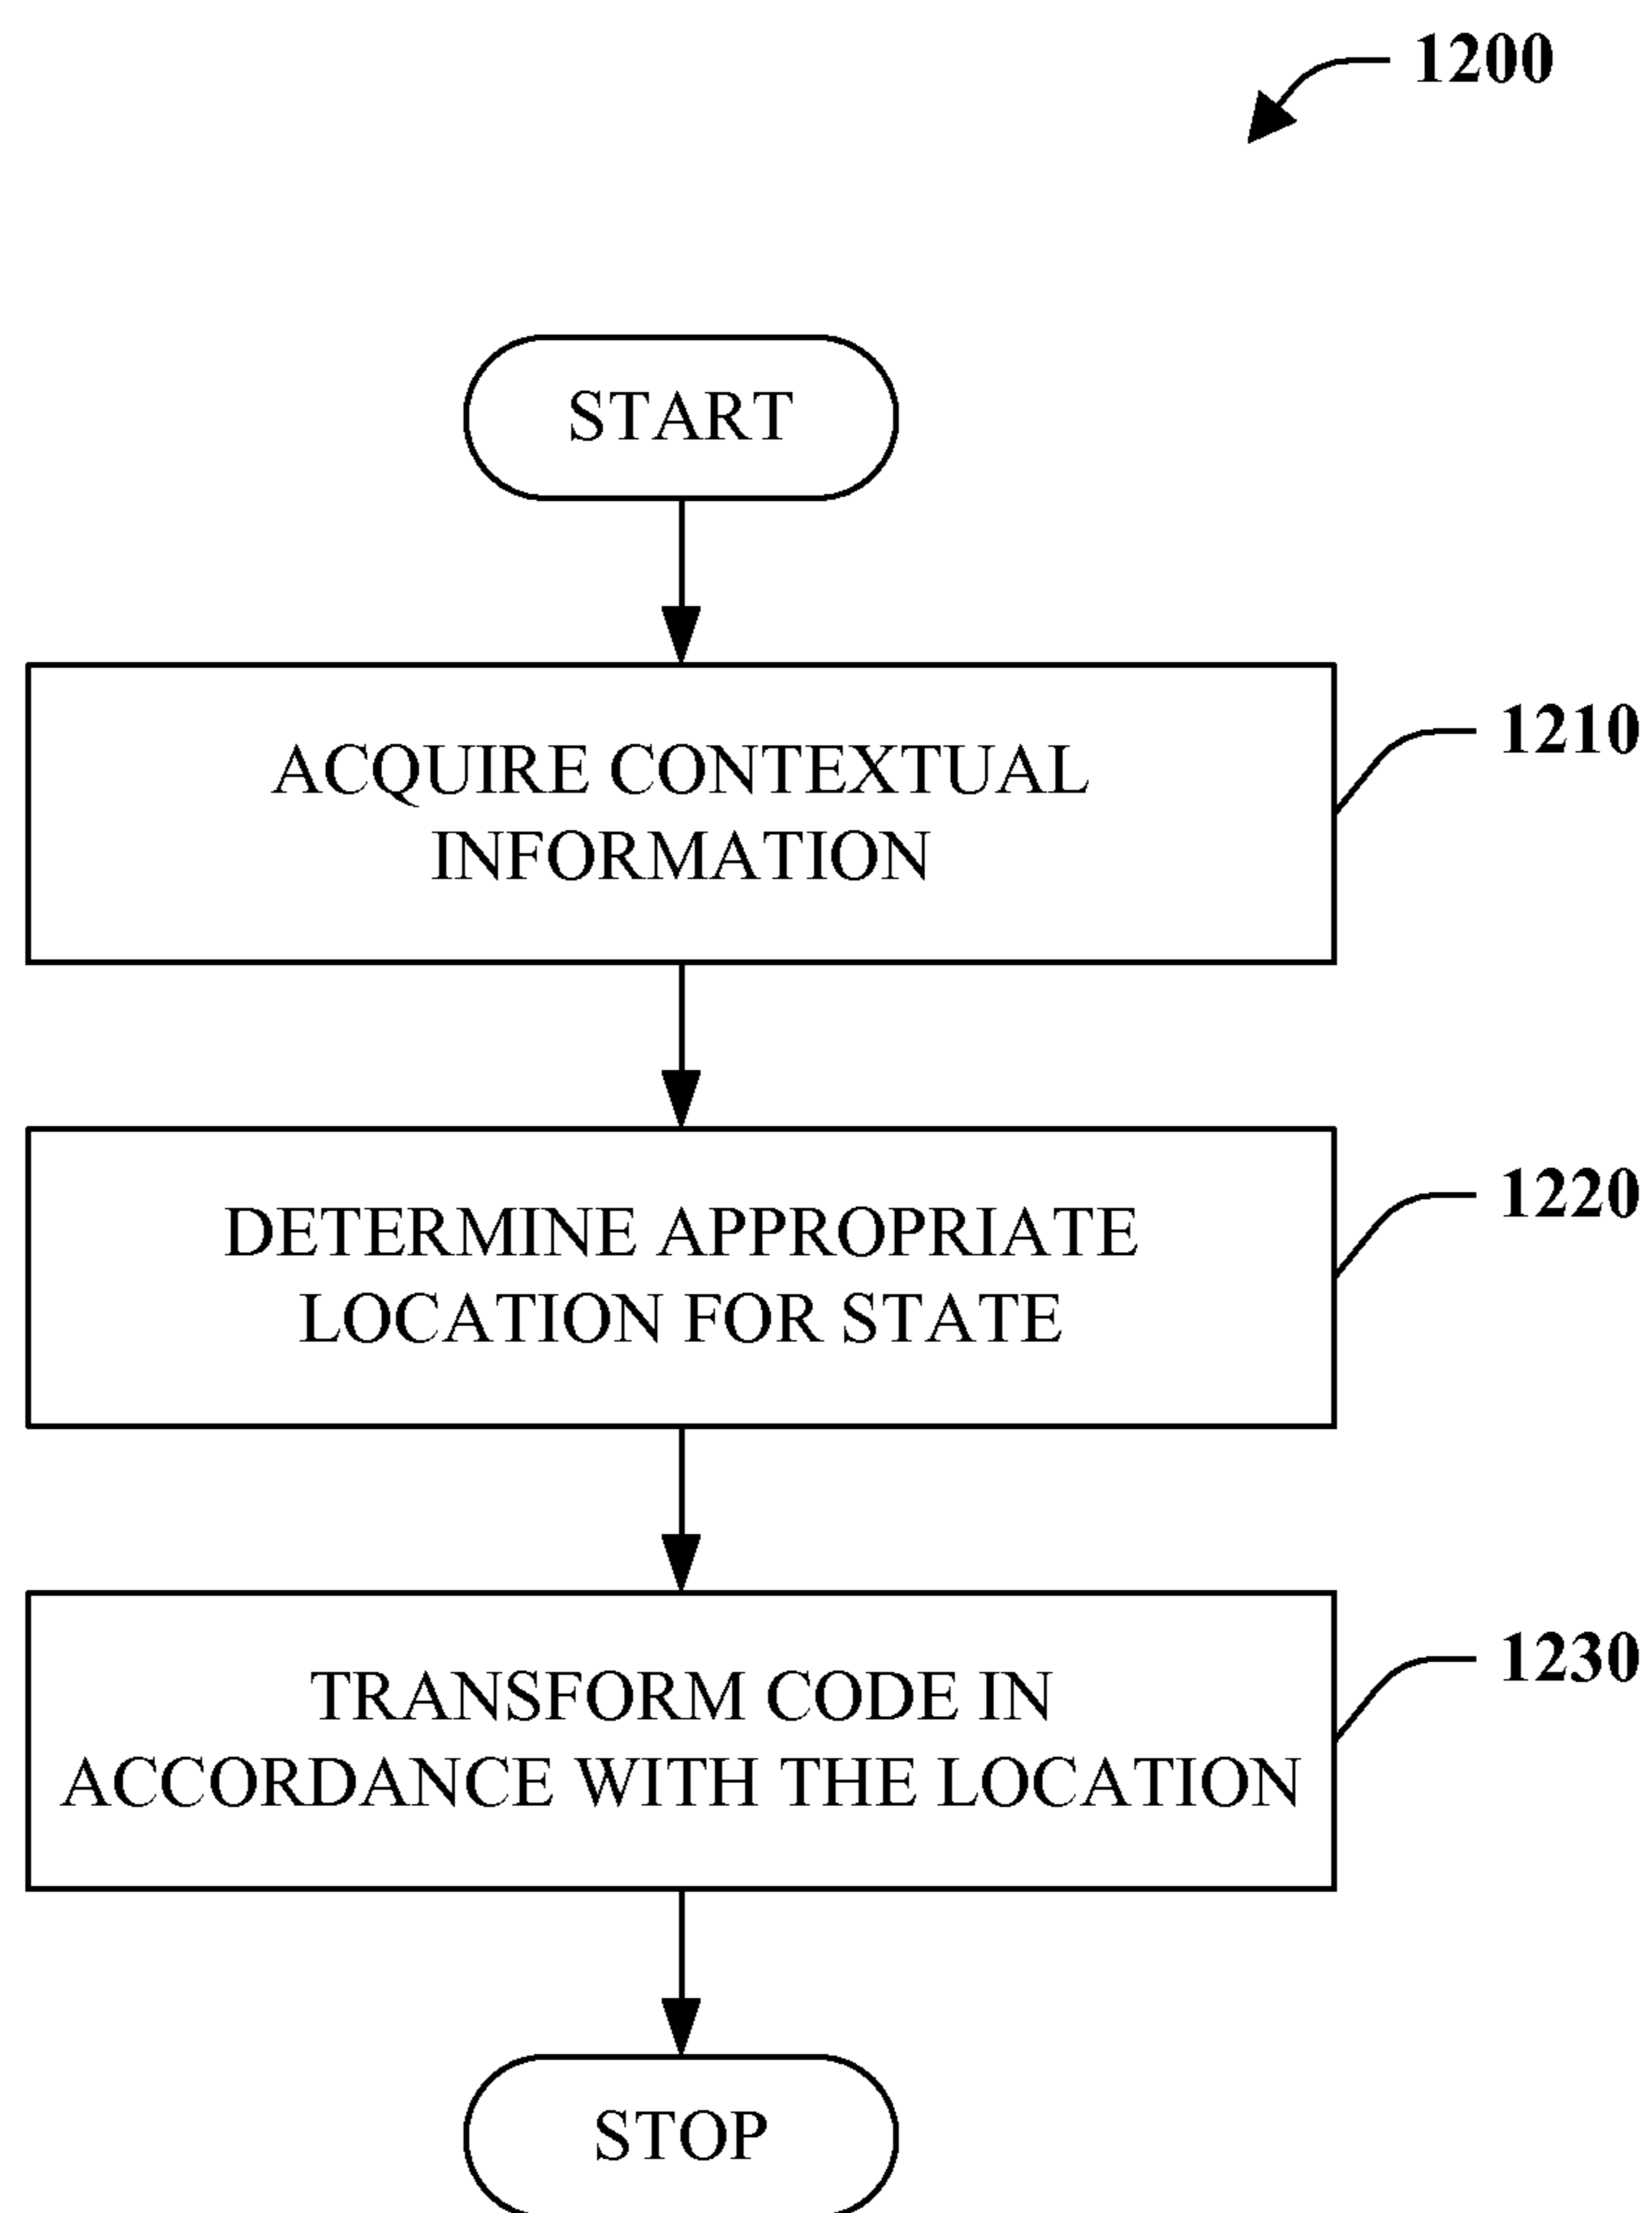 1200
START
ACQUIRE CONTEXTUAL
INFORMATION
1210
DETERMINE APPROPRIATE
LOCATION FOR STATE
1220
TRANSFORM CODE IN
ACCORDANCE WITH THE LOCATION
1230
STOP